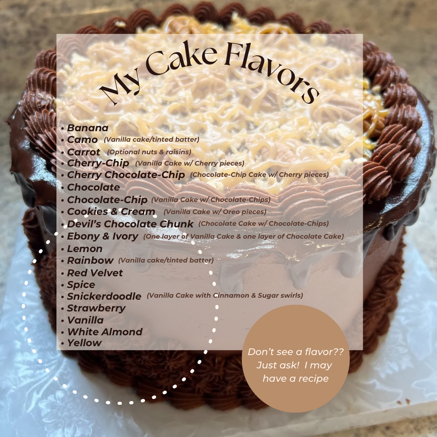 My Cake Flavors
• Banana
• Camo (Vanilla cake/tinted batter)
• Carrot (Optional nuts & raisins)
• Cherry-Chip (Vanilla Cake w/ Cherry pieces)
• Cherry Chocolate-Chip (Chocolate-Chip Cake w/ Cherry pieces)
• Chocolate
• Chocolate-Chip (Vanilla Cake w/ Chocolate-Chips)
• Cookies & Cream (Vanilla Cake w/ Oreo pieces)
• Devil's Chocolate Chunk (Chocolate Cake w/ Chocolate-Chips)
• Ebony & Ivory (One layer of Vanilla Cake & one layer of Chocolate Cake)
• Lemon
• Rainbow (Vanilla cake/tinted batter)
• Red Velvet
• Spice
• Snickerdoodle (Vanilla Cake with Cinnamon & Sugar swirls)
• Strawberry
• Vanilla
• White Almond
• Yellow
Don't see a flavor??
Just ask! I may
have a recipe